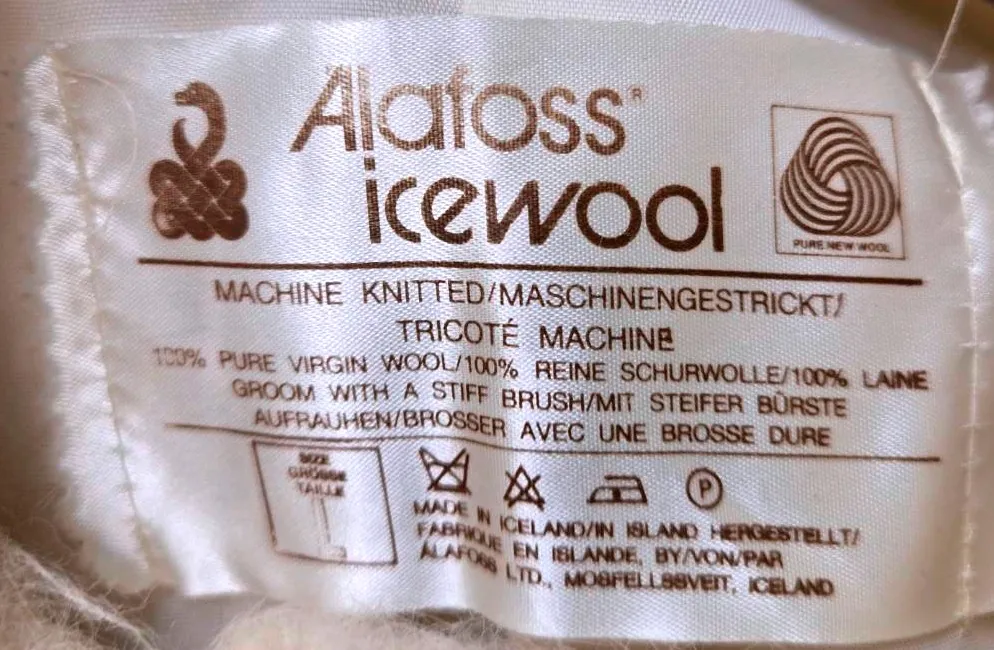 Alafoss®
icewool
PURE NEW WOOL
MACHINE KNITTED/MASCHINENGESTRICKT/
TRICOTÉ MACHINE
100% PURE VIRGIN WOOL/100% REINE SCHURWOLLE/100% LAINE
GROOM WITH A STIFF BRUSH/MIT STEIFER BÜRSTE
AUFRAUHEN/BROSSER AVEC UNE BROSSE DURE
SIZE
GRÖSSE
TAILLE
P
MADE IN ICELAND/IN ISLAND HERGESTELLT/
FABRIQUE EN ISLANDE, BY/VON/PAR
ALAFOSS LTD., MOSFELLSSVEIT, ICELAND